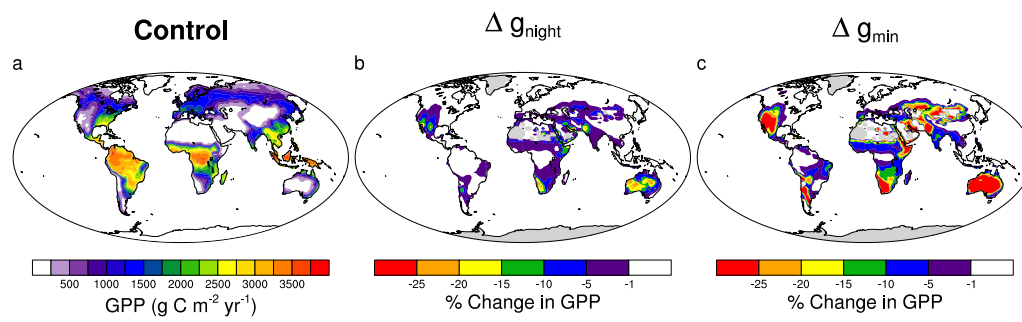 Control
Δ g_night
Δ g_min
a
b
c
500 1000 1500 2000 2500 3000 3500
GPP (g C m⁻² yr⁻¹)
-25 -20 -15 -10 -5 -1
% Change in GPP
-25 -20 -15 -10 -5 -1
% Change in GPP